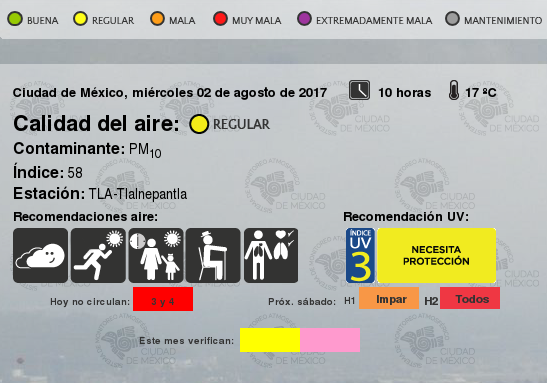 BUENA REGULAR MALA MUY MALA EXTREMADAMENTE MALA MANTENIMIENTO
Ciudad de México, miércoles 02 de agosto de 2017 10 horas 17 ºC
Calidad del aire: REGULAR
Contaminante: PM10
Índice: 58
Estación: TLA-Tlalnepantla
Recomendaciones aire: Recomendación UV:
ÍNDICE UV 3
NECESITA
PROTECCIÓN
Hoy no circulan: 3 y 4 Próx. sábado: H1 Impar H2 Todos
Este mes verifican: